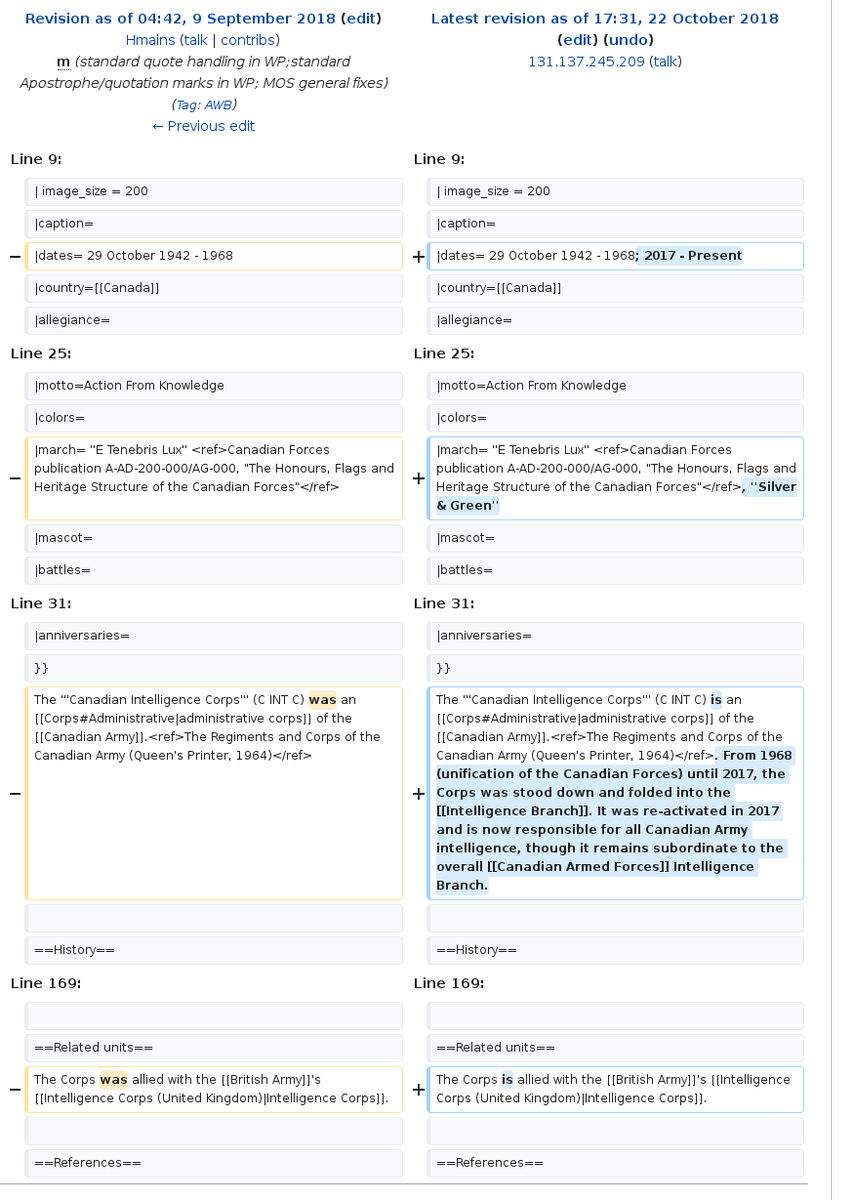 Revision as of 04:42, 9 September 2018 (edit)
Hmains (talk | contribs)
m (standard quote handling in WP;standard
Apostrophe/quotation marks in WP; MOS general fixes)
(Tag: AWB)
← Previous edit
Latest revision as of 17:31, 22 October 2018
(edit) (undo)
131.137.245.209 (talk)
Line 9:
Line 9:
| image_size = 200
| image_size = 200
|caption=
|caption=
− |dates= 29 October 1942 - 1968
+ |dates= 29 October 1942 - 1968; 2017 - Present
|country=[[Canada]]
|country=[[Canada]]
|allegiance=
|allegiance=
Line 25:
Line 25:
|motto=Action From Knowledge
|motto=Action From Knowledge
|colors=
|colors=
−
|march= "E Tenebris Lux" <ref>Canadian Forces
publication A-AD-200-000/AG-000, "The Honours, Flags and
Heritage Structure of the Canadian Forces"</ref>
+
|march= "E Tenebris Lux" <ref>Canadian Forces
publication A-AD-200-000/AG-000, "The Honours, Flags and
Heritage Structure of the Canadian Forces"</ref>, ''Silver
& Green''
|mascot=
|mascot=
|battles=
|battles=
Line 31:
Line 31:
|anniversaries=
|anniversaries=
}}
}}
−
The '''Canadian Intelligence Corps''' (C INT C) was an
[[Corps#Administrative|administrative corps]] of the
[[Canadian Army]].<ref>The Regiments and Corps of the
Canadian Army (Queen's Printer, 1964)</ref>
+
The '''Canadian Intelligence Corps''' (C INT C) is an
[[Corps#Administrative|administrative corps]] of the
[[Canadian Army]].<ref>The Regiments and Corps of the
Canadian Army (Queen's Printer, 1964)</ref>. From 1968
(unification of the Canadian Forces) until 2017, the
Corps was stood down and folded into the
[[Intelligence Branch]]. It was re-activated in 2017
and is now responsible for all Canadian Army
intelligence, though it remains subordinate to the
overall [[Canadian Armed Forces]] Intelligence
Branch.
==History==
==History==
Line 169:
Line 169:
==Related units==
==Related units==
−
The Corps was allied with the [[British Army]]'s
[[Intelligence Corps (United Kingdom)|Intelligence Corps]].
+
The Corps is allied with the [[British Army]]'s [[Intelligence
Corps (United Kingdom)|Intelligence Corps]].
==References==
==References==